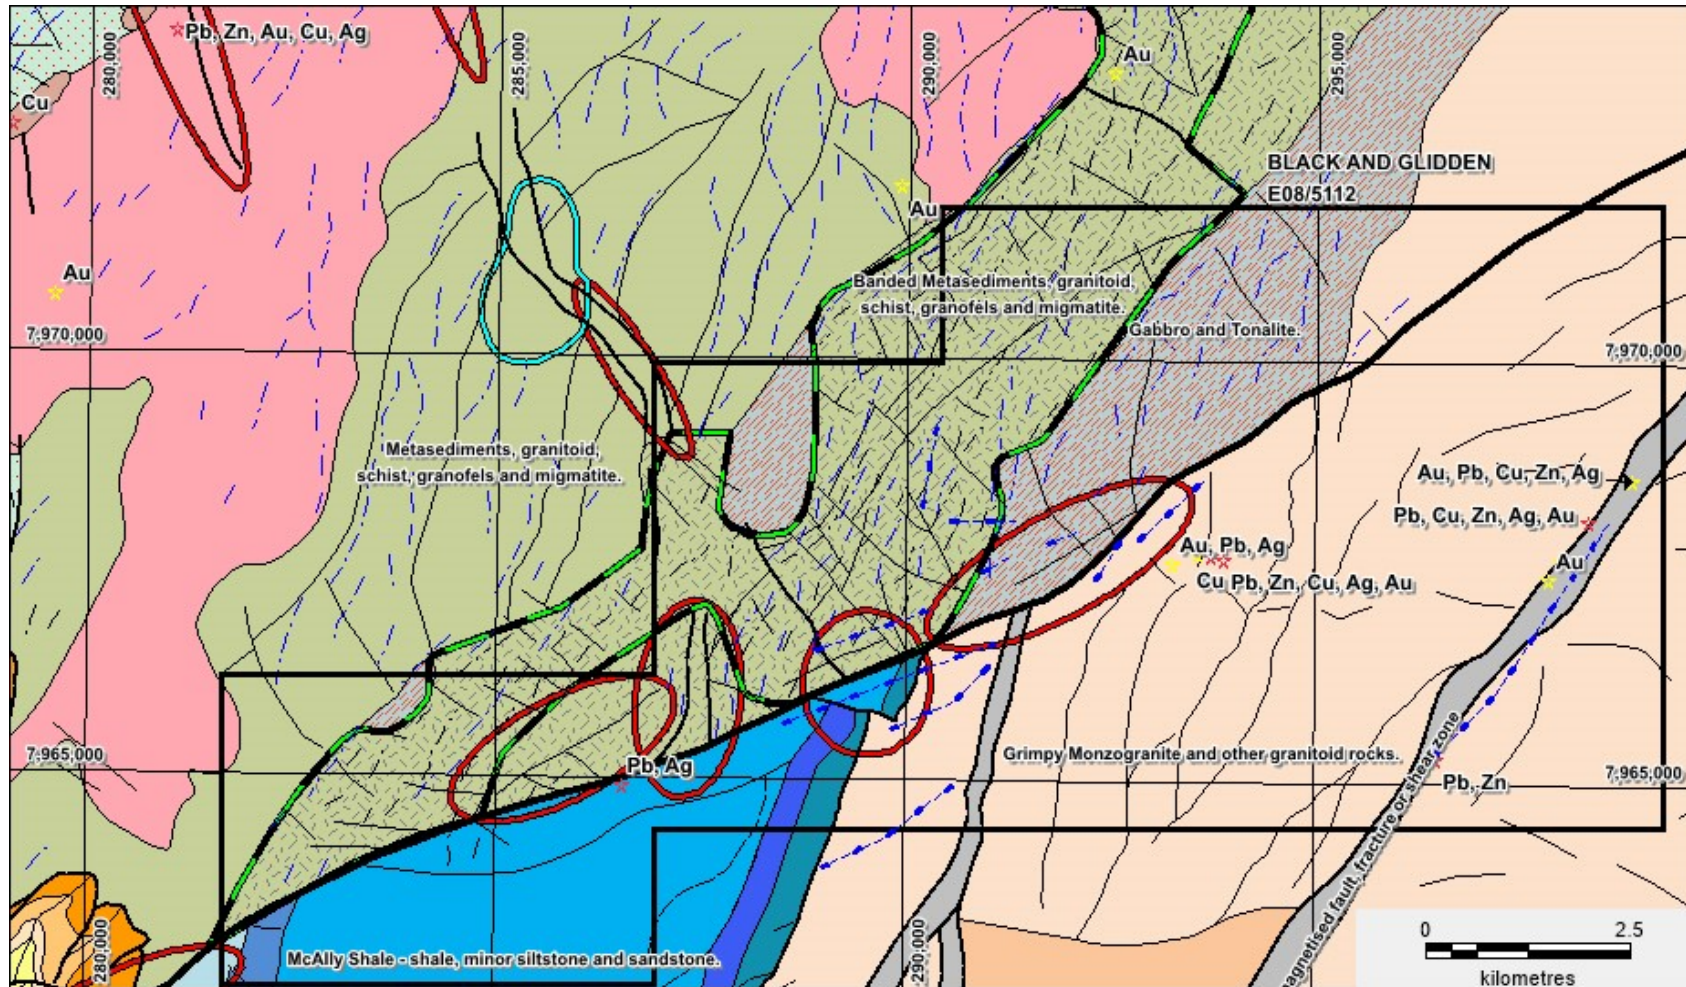 Pb, Zn, Au, Cu, Ag
280,000
285,000
290,000
295,000
Au
Cu
BLACK AND GLIDDEN
E08/5112
Au
Au
Banded Metasediments, granitoid,
schist, granofels and migmatite.
Gabbro and Tonalite.
7,970,000
7,970,000
Metasediments, granitoid,
schist, granofels and migmatite.
Au, Pb, Cu, Zn, Ag
Pb, Cu, Zn, Ag, Au
Au, Pb, Ag
Au
Cu Pb, Zn, Cu, Ag, Au
7,965,000
Grimpy Monzogranite and other granitoid rocks.
Pb, Ag
7,965,000
Pb, Zn
agnetised fault, fracture or shear zone
280,000
290,000
McAlly Shale - shale, minor siltstone and sandstone.
0 2.5
kilometres